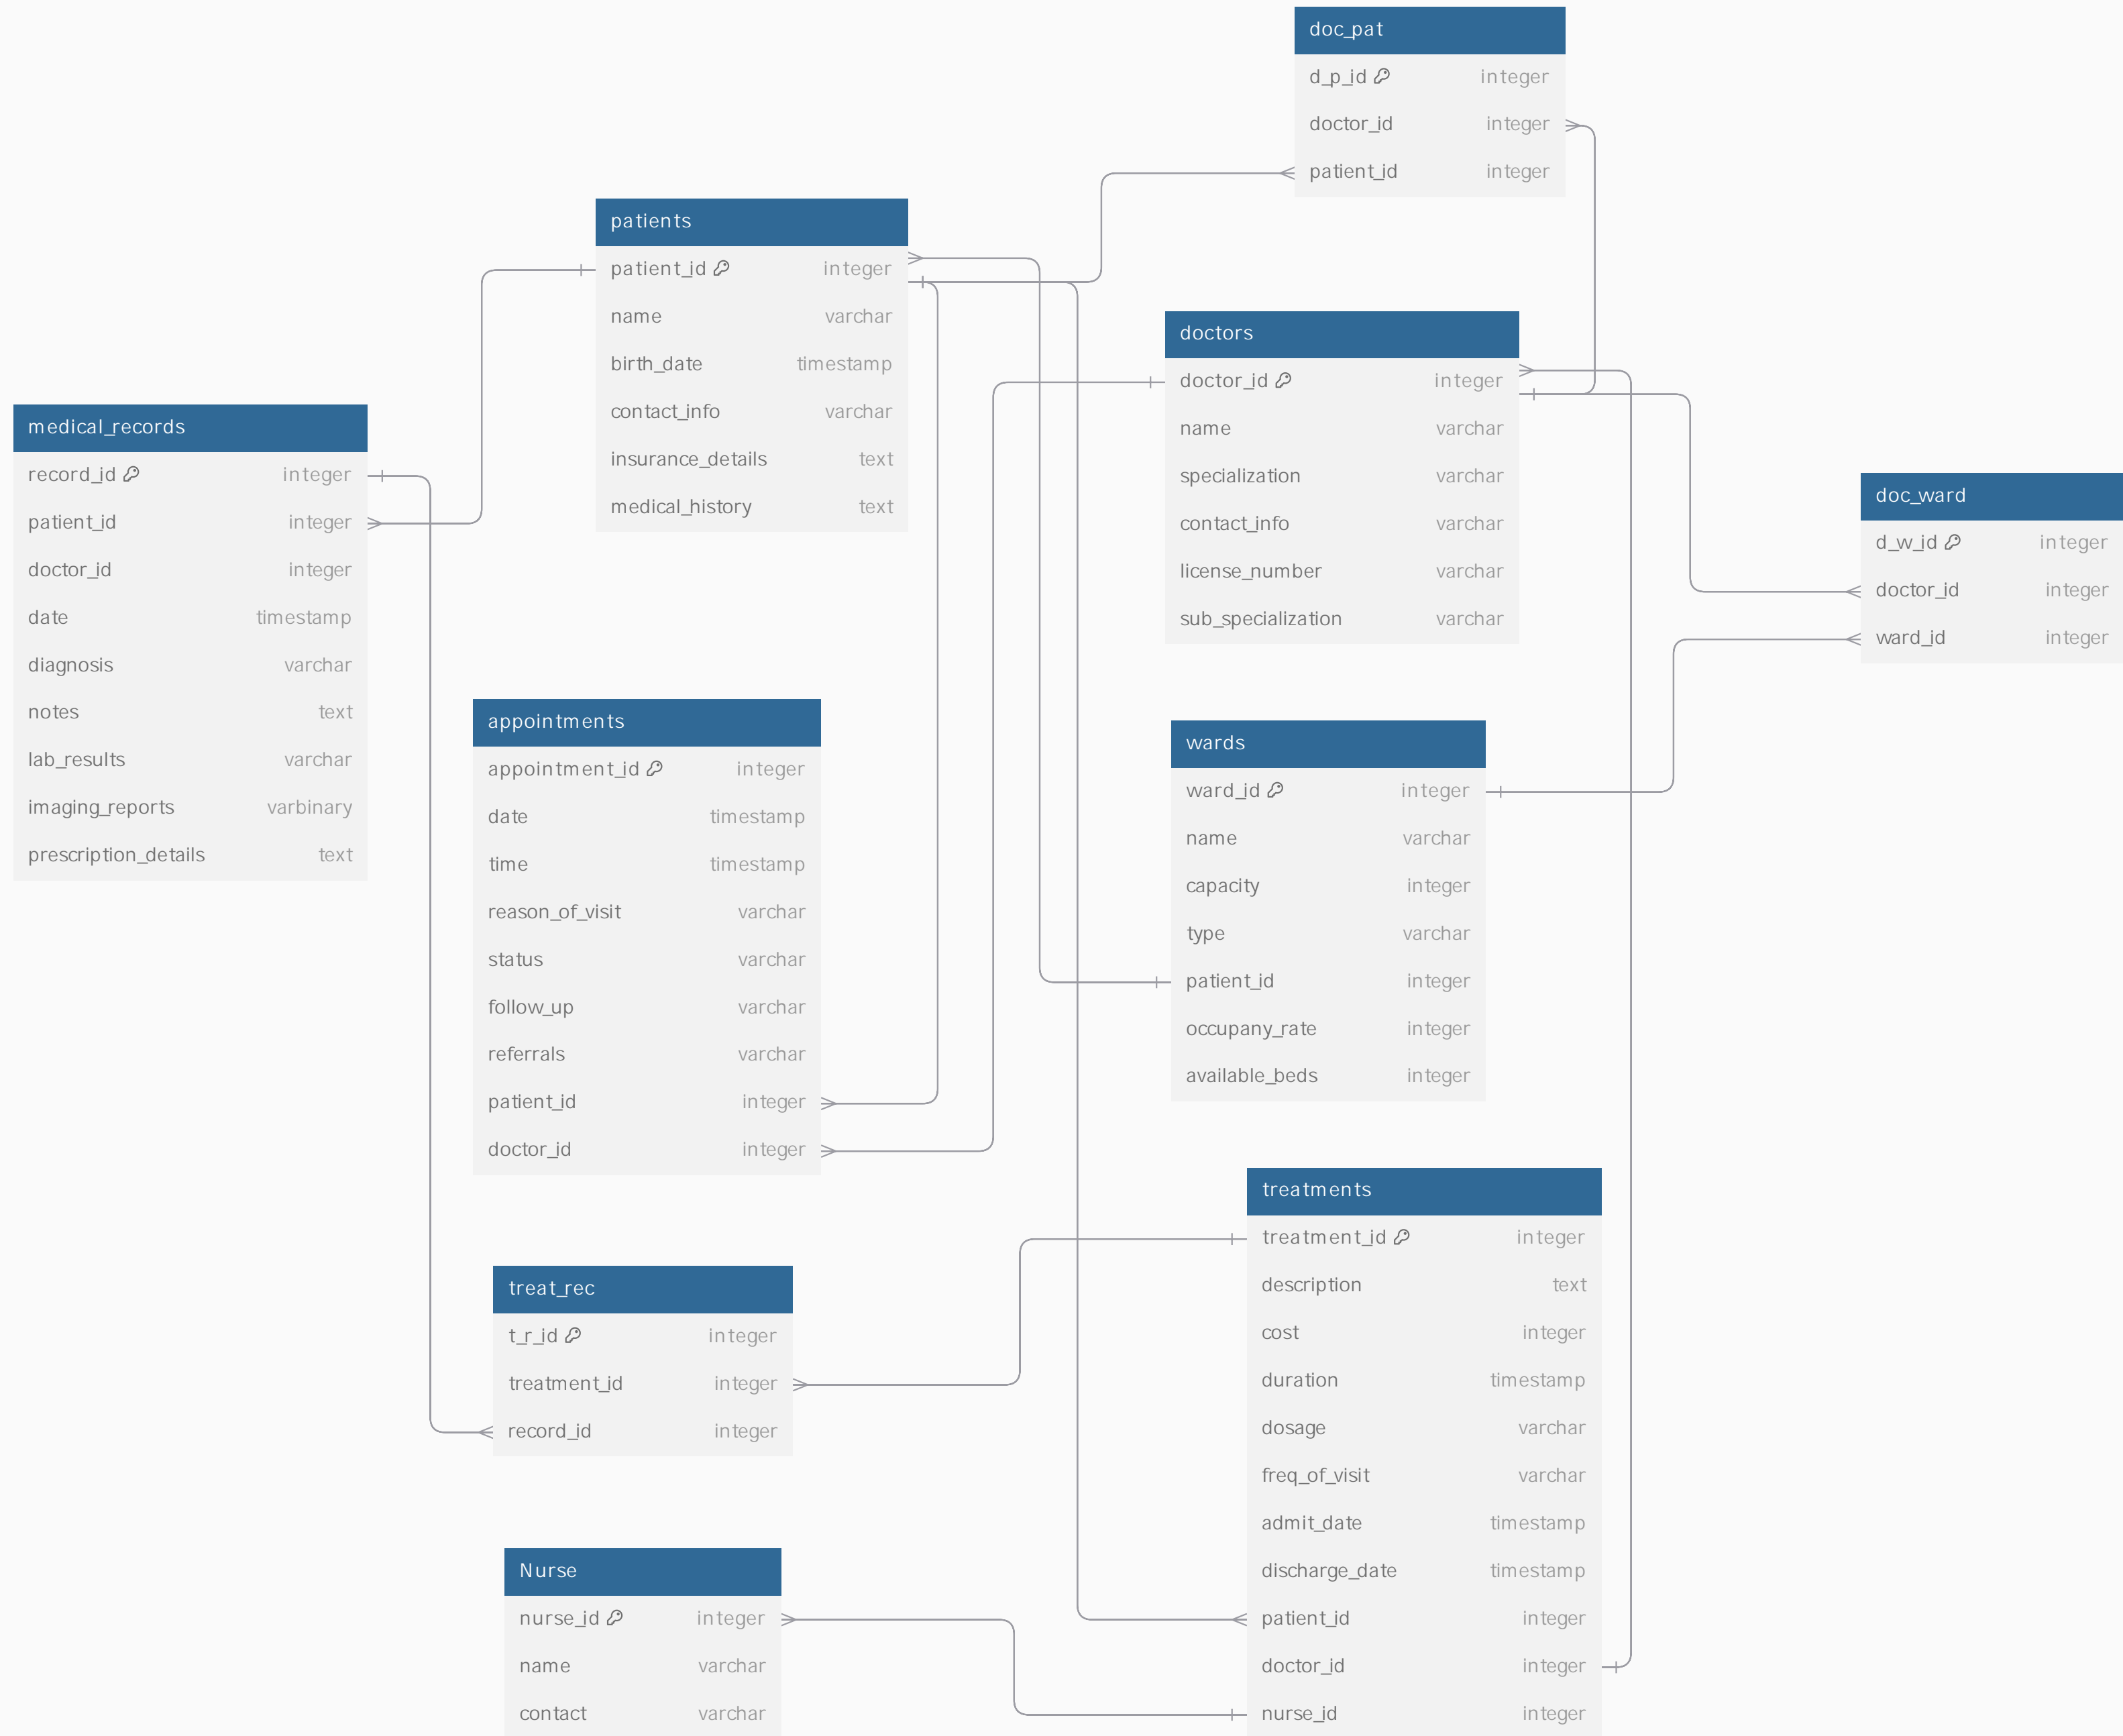 doc_pat
d_p_id integer
doctor_id integer
patient_id integer
patients
patient_id integer
name varchar
birth_date timestamp
contact_info varchar
insurance_details text
medical_history text
doctors
doctor_id integer
name varchar
specialization varchar
contact_info varchar
license_number varchar
sub_specialization varchar
medical_records
record_id integer
patient_id integer
doctor_id integer
date timestamp
diagnosis varchar
notes text
lab_results varchar
imaging_reports varbinary
prescription_details text
doc_ward
d_w_id integer
doctor_id integer
ward_id integer
appointments
appointment_id integer
date timestamp
time timestamp
reason_of_visit varchar
status varchar
follow_up varchar
referrals varchar
patient_id integer
doctor_id integer
wards
ward_id integer
name varchar
capacity integer
type varchar
patient_id integer
occupany_rate integer
available_beds integer
treatments
treatment_id integer
description text
cost integer
duration timestamp
dosage varchar
freq_of_visit varchar
admit_date timestamp
discharge_date timestamp
patient_id integer
doctor_id integer
nurse_id integer
treat_rec
t_r_id integer
treatment_id integer
record_id integer
Nurse
nurse_id integer
name varchar
contact varchar